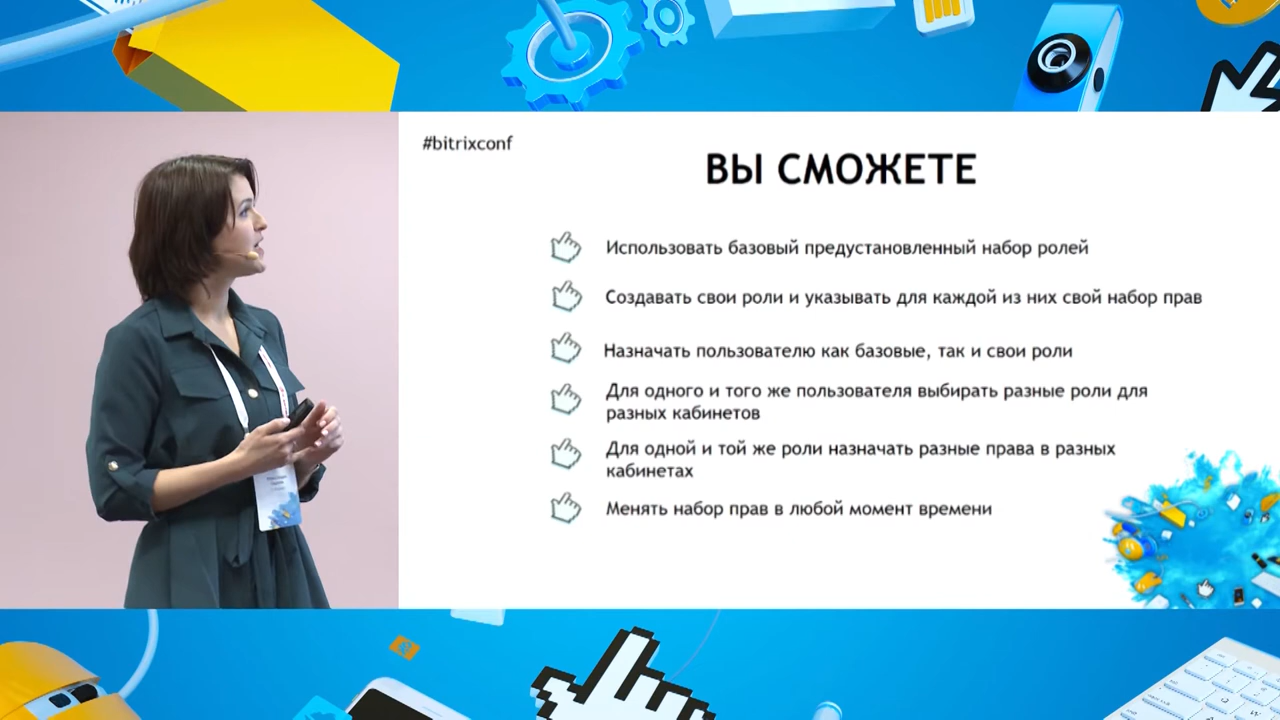 #bitrixconf
ВЫ СМОЖЕТЕ
Использовать базовый предустановленный набор ролей
Создавать свои роли и указывать для каждой из них свой набор прав
Назначать пользователю как базовые, так и свои роли
Для одного и того же пользователя выбирать разные роли для
разных кабинетов
Для одной и той же роли назначать разные права в разных
кабинетах
Менять набор прав в любой момент времени